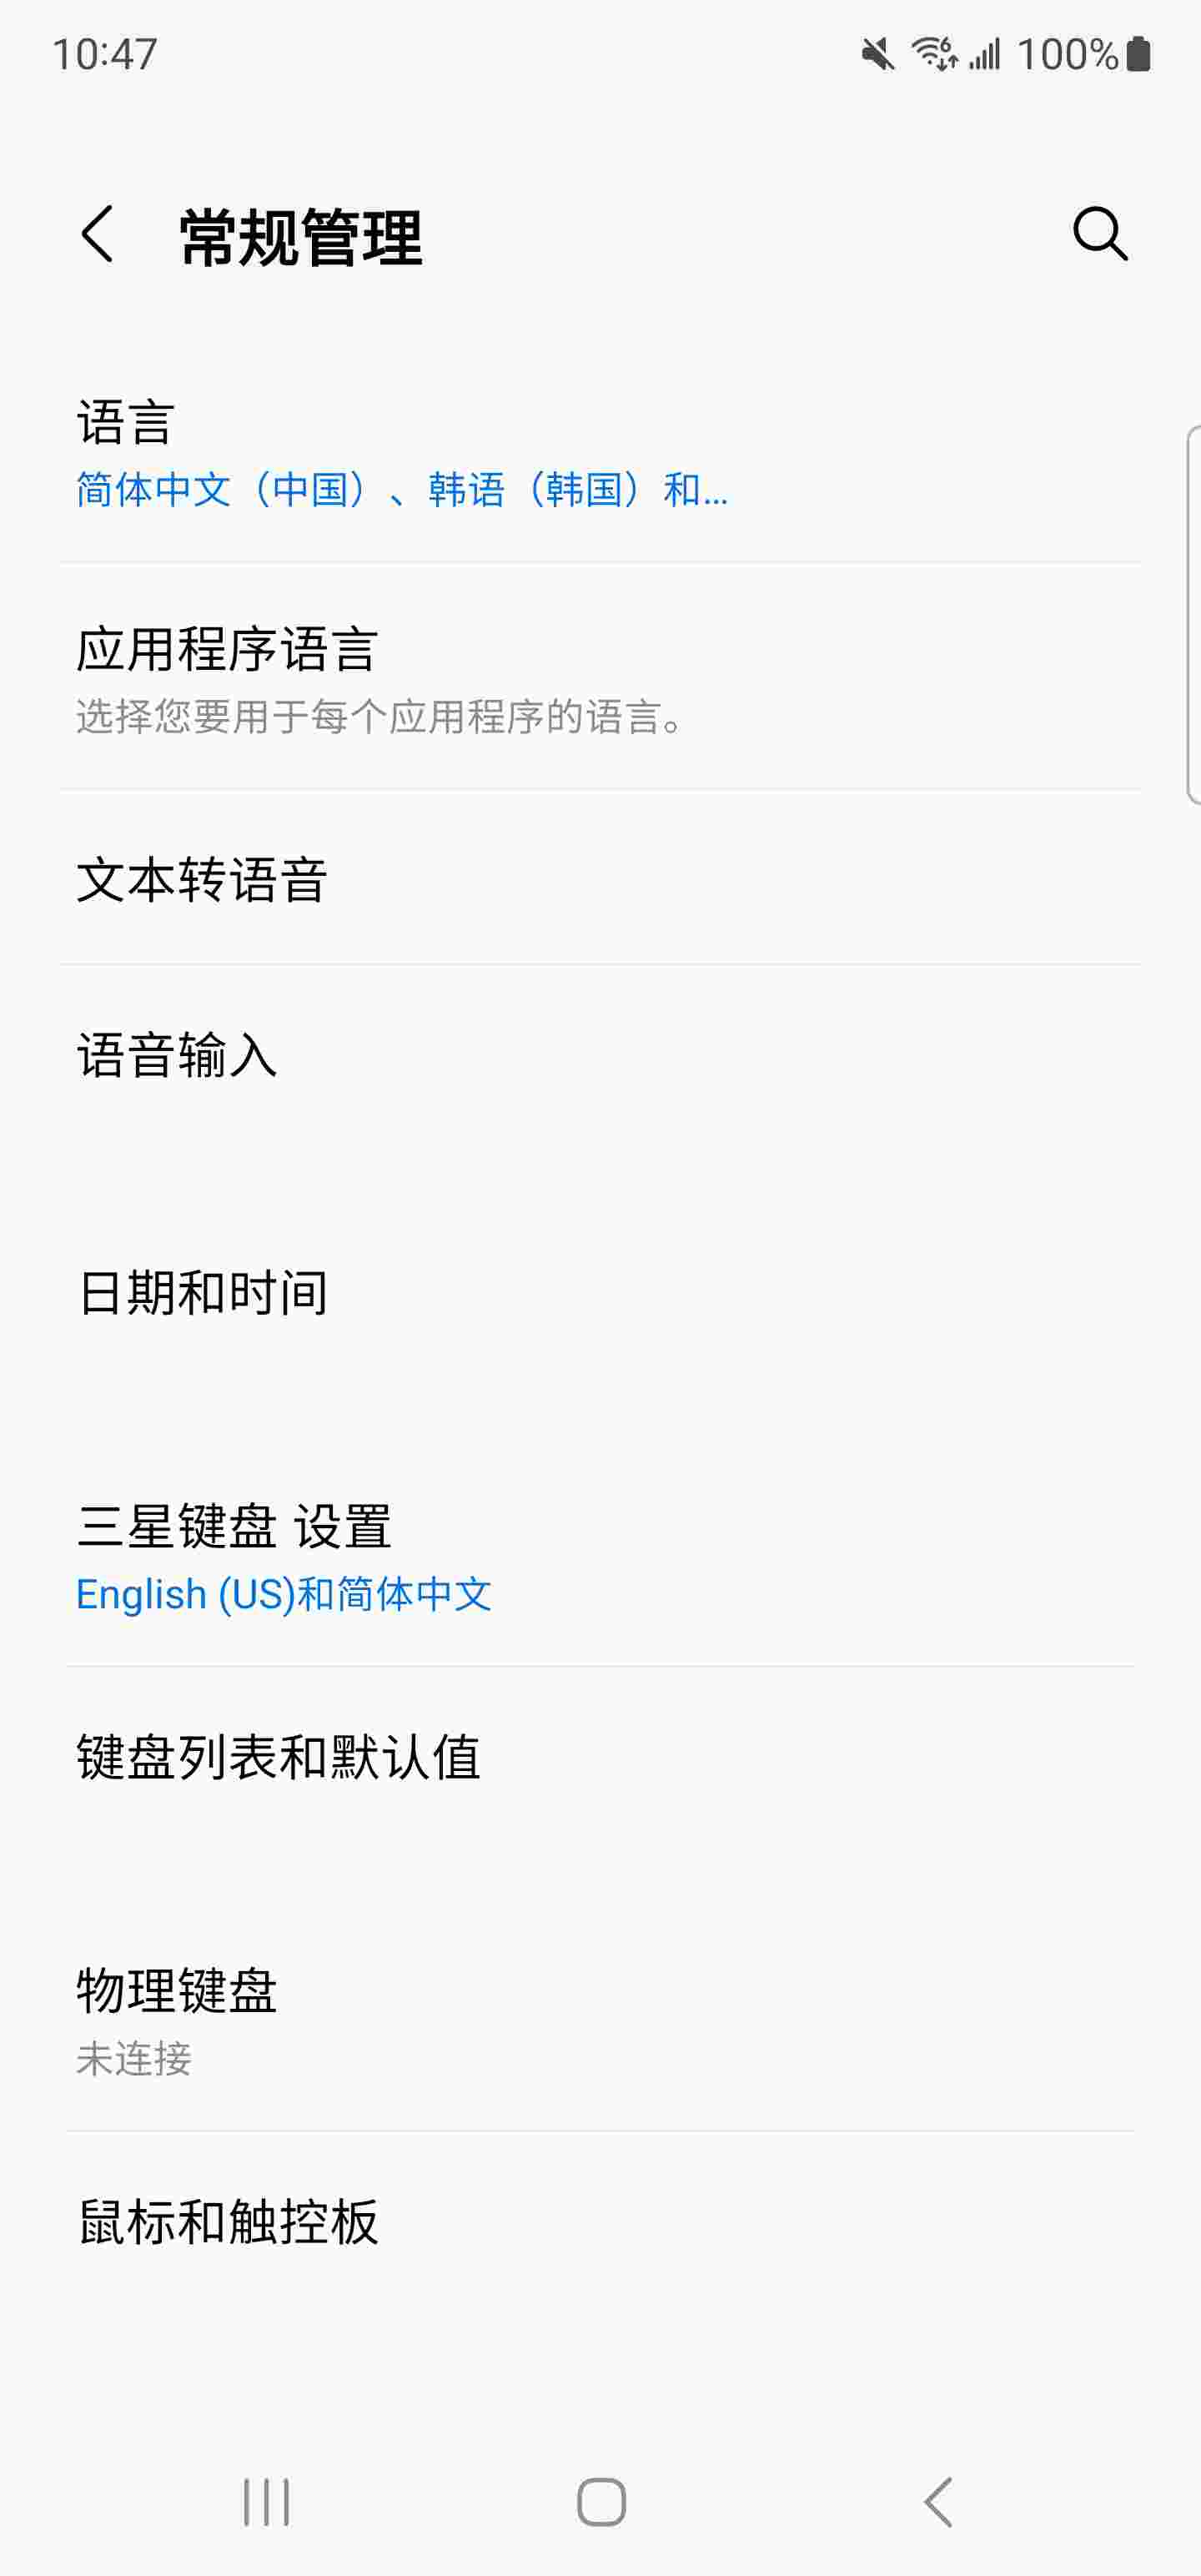 10:47
100%
常规管理
语言
简体中文（中国）、韩语（韩国）和...
应用程序语言
选择您要用于每个应用程序的语言。
文本转语音
语音输入
日期和时间
三星键盘 设置
English (US)和简体中文
键盘列表和默认值
物理键盘
未连接
鼠标和触控板